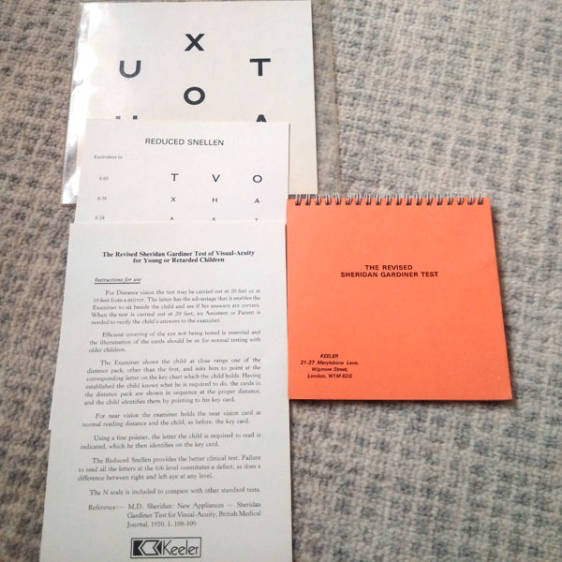 X
U T
O
REDUCED SNELLEN
Equivalent to
6/60 T V O
X H A
6/24
The Revised Sheridan Gardiner Test of Visual-Acuity
for Young or Retarded Children
Instructions for use
For Distance vision the test may be carried out at 20 feet or at
10 feet from a mirror. The latter has the advantage that it enables the
Examiner to sit beside the child and see if his answers are correct.
When the test is carried out at 20 feet, an Assistant or Parent is
needed to verify the child's answers to the examiner.
Efficient covering of the eye not being tested is essential and
the illumination of the cards should be as for normal testing with
older children.
The Examiner shows the child at close range one of the
distance pack, other than the first, and asks him to point at the
corresponding letter on the key chart which the child holds. Having
established the child knows what he is required to do, the cards in
the distance pack are shown in sequence at the proper distance,
and the child identifies them by pointing to his key card.
For near vision the examiner holds the near vision card at
normal reading distance and the child, as before, the key card.
Using a fine pointer, the letter the child is required to read is
indicated, which he then identifies on the key card.
The Reduced Snellen provides the better clinical test. Failure
to read all the letters at the 6/6 level constitutes a defect, as does a
difference between right and left eye at any level.
The N scale is included to compare with other standard tests.
Reference:— M.D. Sheridan: New Appliances — Sheridan
Gardiner Test for Visual-Acuity, British Medical
Journal, 1970, 2, 108-109
Keeler
THE REVISED
SHERIDAN GARDINER TEST
KEELER
21-27 Marylebone Lane,
Wigmore Street,
London, W1M 6DS